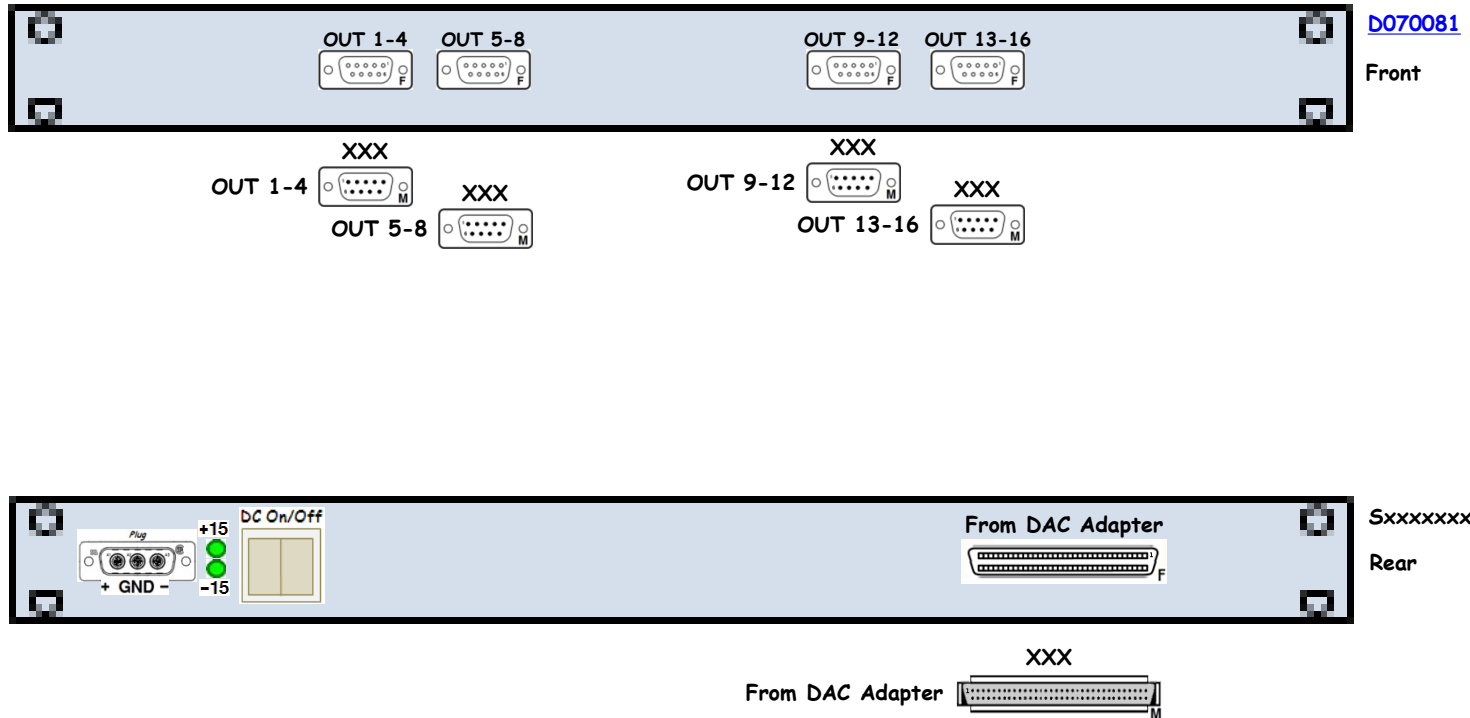 OUT 1-4 OUT 5-8 OUT 9-12 OUT 13-16
D070081
F F F F
Front
XXX XXX
OUT 1-4 M OUT 9-12 M
XXX XXX
OUT 5-8 M OUT 13-16 M
DC On/Off
From DAC Adapter
Sxxxxxxx
Plug +15
F
Rear
+ GND - -15
XXX
From DAC Adapter M